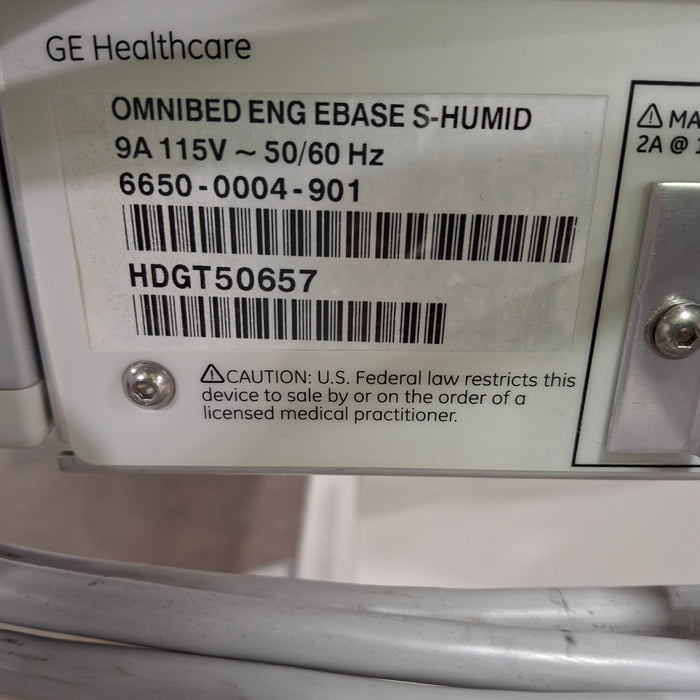 GE Healthcare
OMNIBED ENG EBASE S-HUMID
9A 115V ~ 50/60 Hz
6650-0004-901
HDGT50657
⚠CAUTION: U.S. Federal law restricts this
device to sale by or on the order of a
licensed medical practitioner.
⚠ MA
2A @